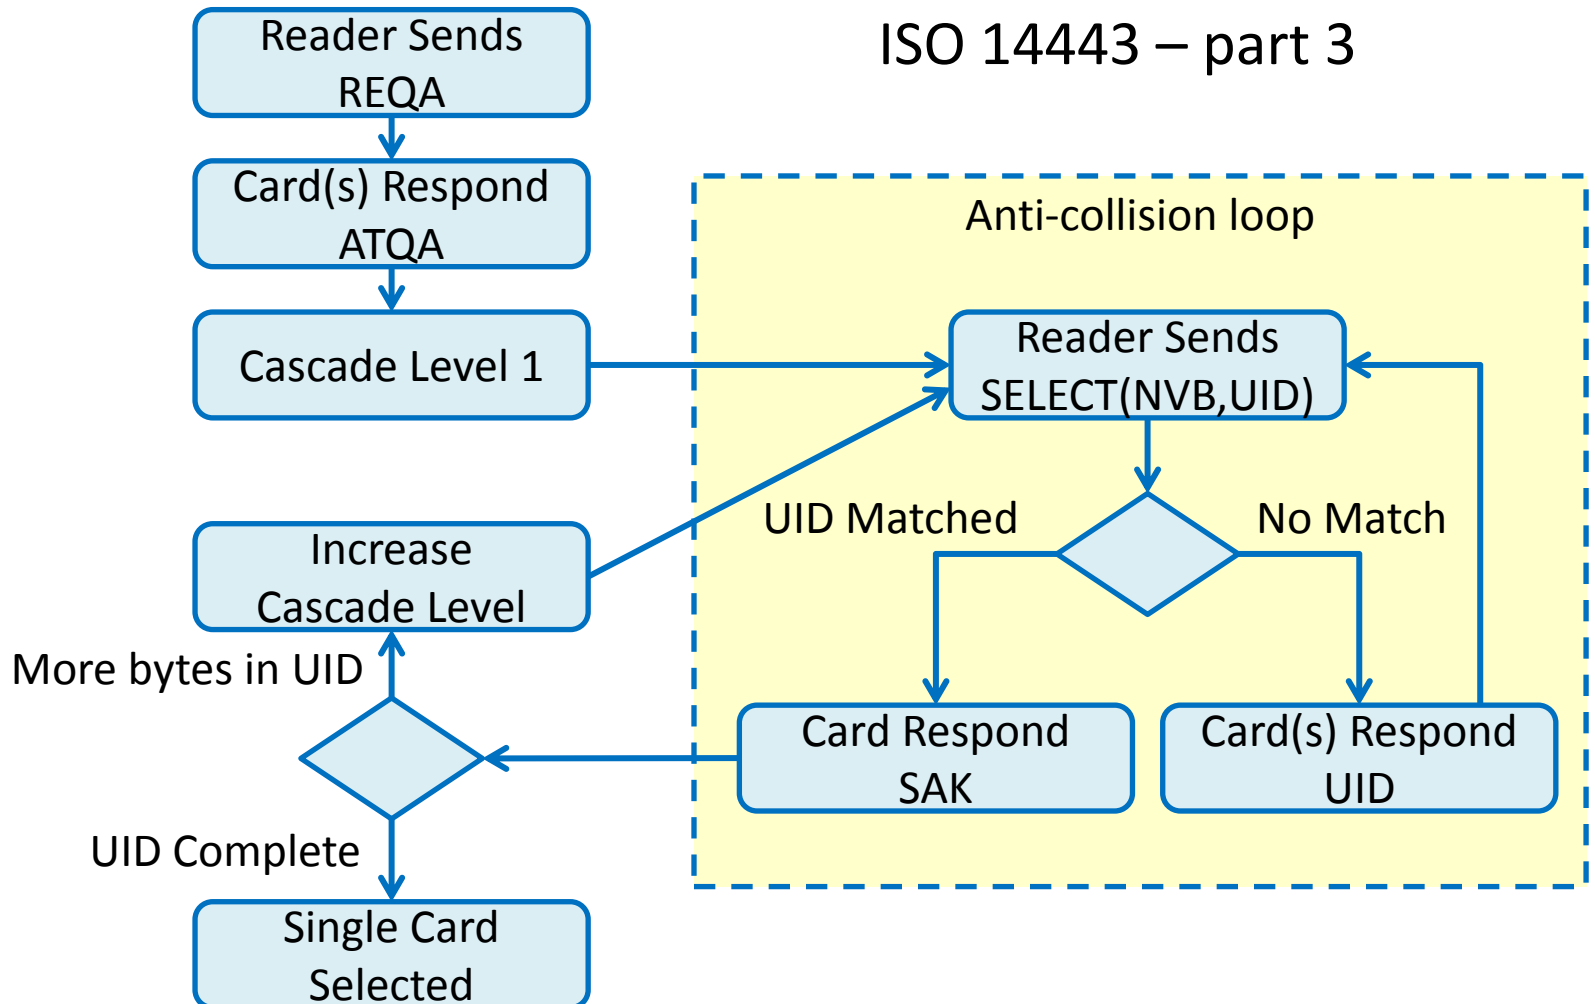 ISO 14443 – part 3
Reader Sends
REQA
Card(s) Respond
ATQA
Cascade Level 1
Anti-collision loop
Reader Sends
SELECT(NVB,UID)
UID Matched
No Match
Increase
Cascade Level
More bytes in UID
Card Respond
SAK
Card(s) Respond
UID
UID Complete
Single Card
Selected